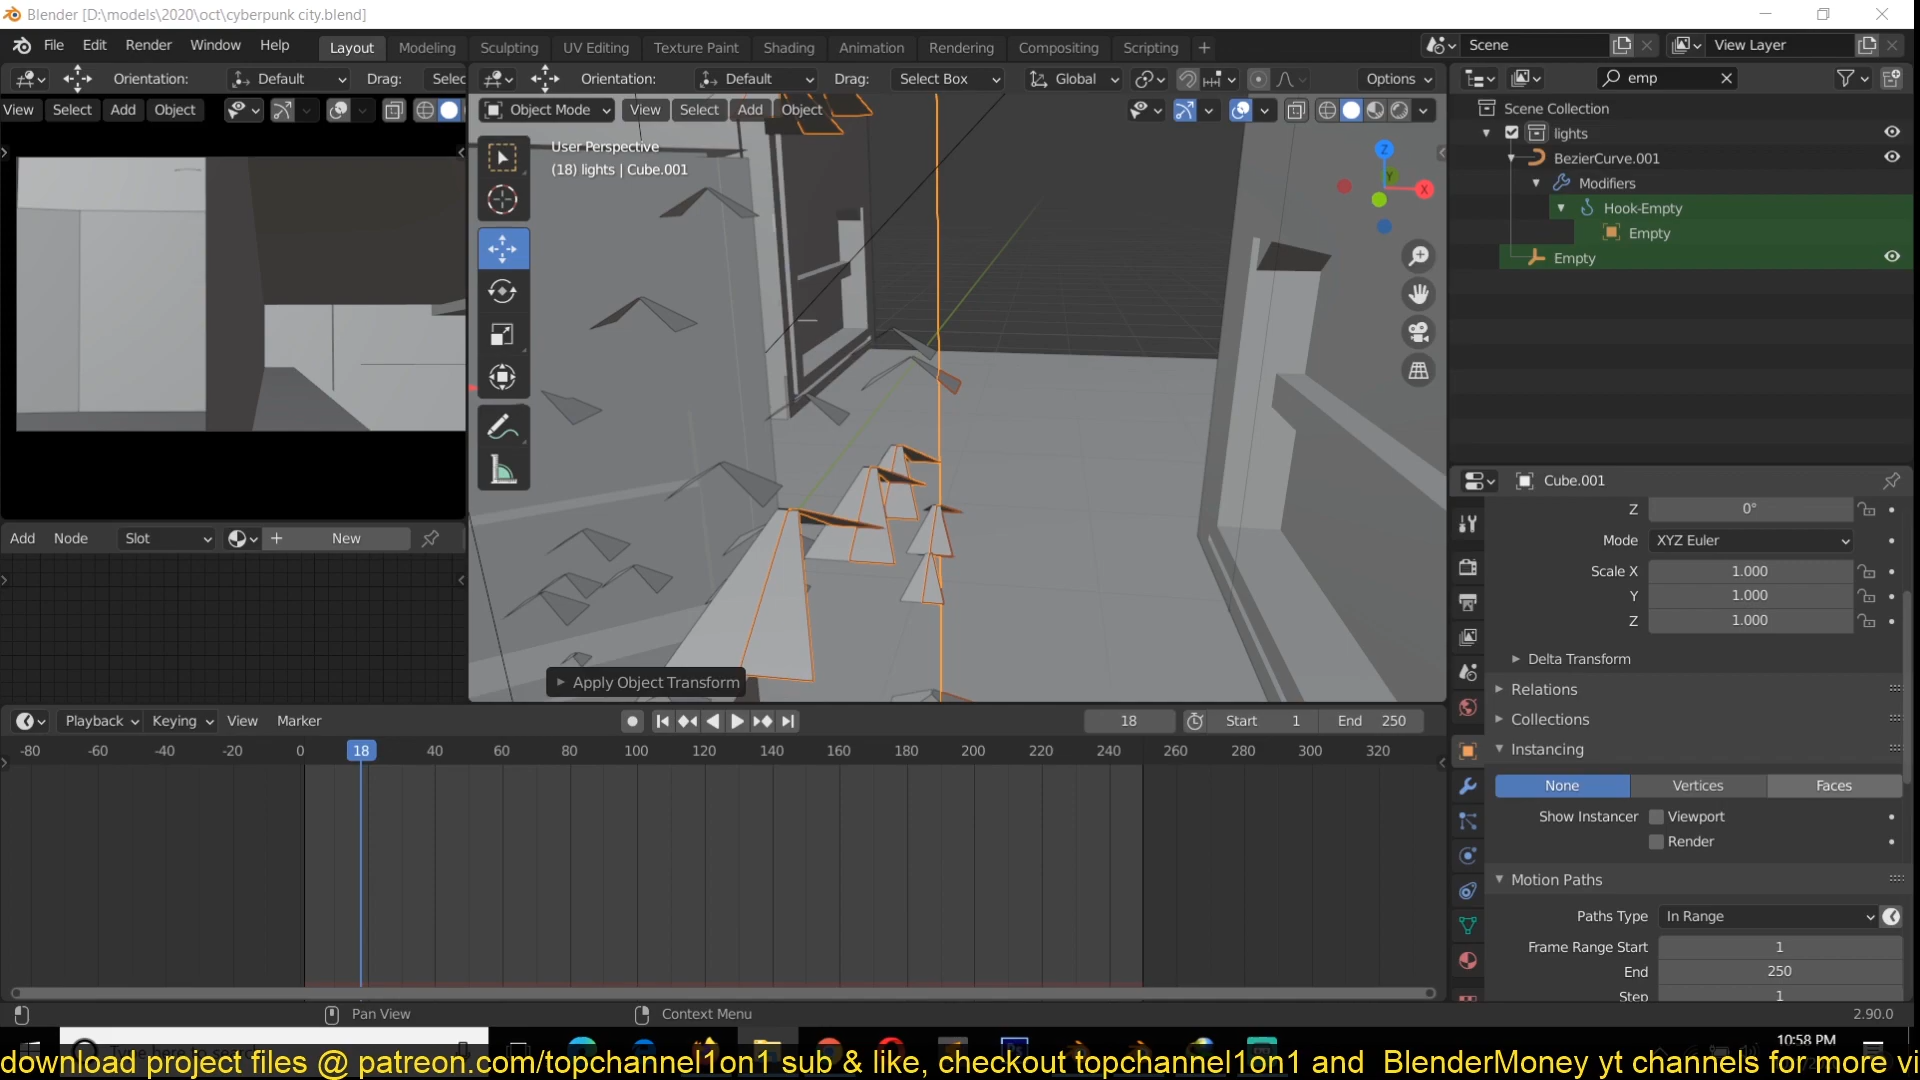 Blender [D:\models\2020\oct\cyberpunk city.blend]
File Edit Render Window Help
Layout Modeling Sculpting UV Editing Texture Paint Shading Animation Rendering Compositing Scripting +
Scene
View Layer
Orientation: Default Drag: Selec
Orientation: Default Drag: Select Box Global Options
emp
View Select Add Object
Object Mode View Select Add Object
User Perspective
(18) lights | Cube.001
Z
Y
X
Scene Collection
lights
BezierCurve.001
Modifiers
Hook-Empty
Empty
Empty
Cube.001
Z 0°
Mode XYZ Euler
Scale X 1.000
Y 1.000
Z 1.000
Delta Transform
Relations
Collections
Instancing
None Vertices Faces
Show Instancer Viewport
Render
Motion Paths
Paths Type In Range
Frame Range Start 1
End 250
Step 1
Add Node Slot New
Apply Object Transform
Playback Keying View Marker
18 Start 1 End 250
-80 -60 -40 -20 0 18 40 60 80 100 120 140 160 180 200 220 240 260 280 300 320
Pan View
Context Menu
2.90.0
10:58 PM
download project files @ patreon.com/topchannel1on1 sub & like, checkout topchannel1on1 and BlenderMoney yt channels for more vi